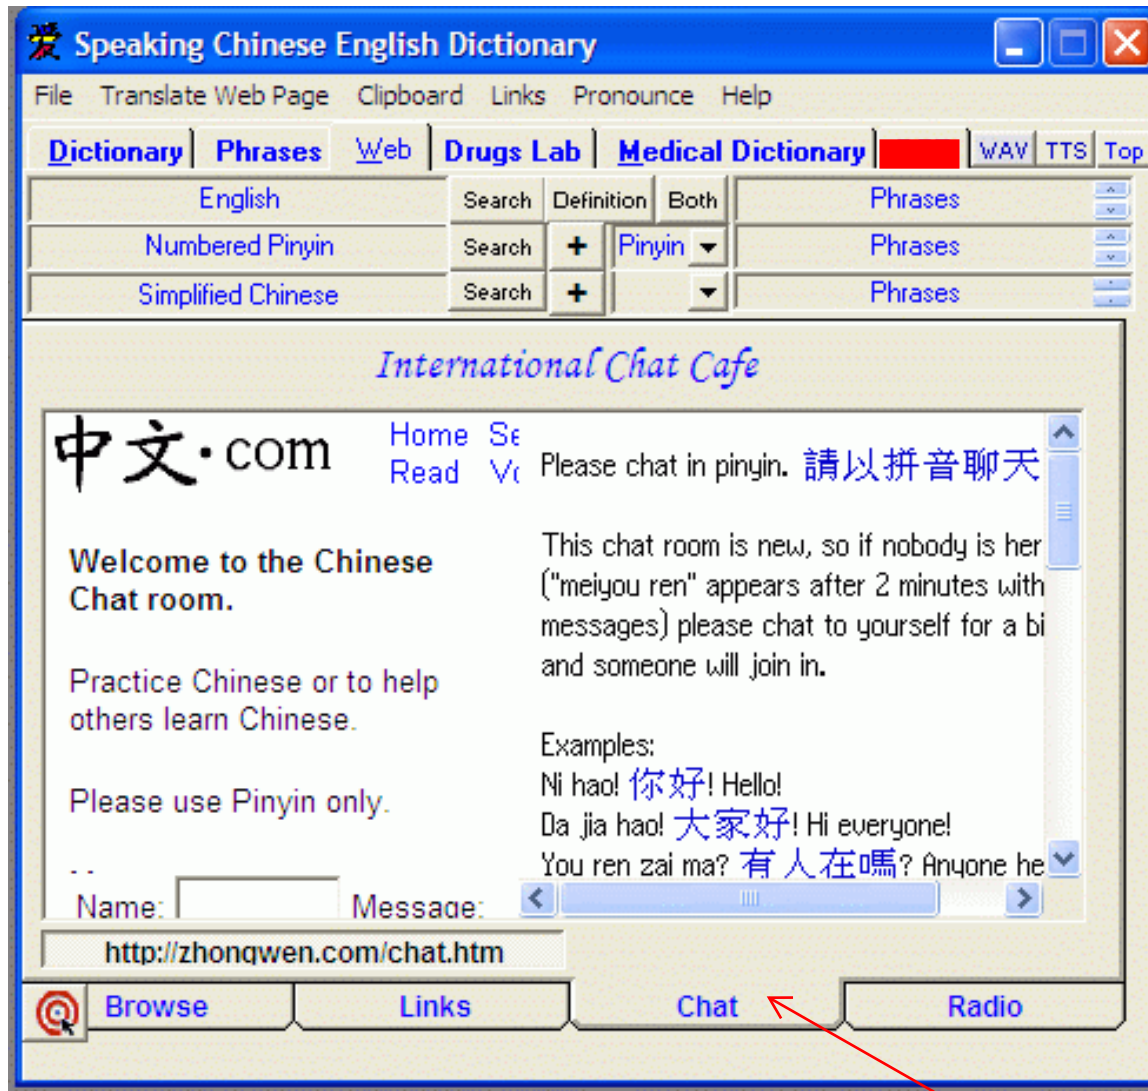 爱 Speaking Chinese English Dictionary
File Translate Web Page Clipboard Links Pronounce Help
Dictionary Phrases Web Drugs Lab Medical Dictionary WAV TTS Top
English Search Definition Both Phrases
Numbered Pinyin Search + Pinyin Phrases
Simplified Chinese Search + Phrases
International Chat Cafe
中文.com
Home Se
Read Vo
Welcome to the Chinese
Chat room.
Practice Chinese or to help
others learn Chinese.
Please use Pinyin only.
Name: Message:
Please chat in pinyin. 請以拼音聊天
This chat room is new, so if nobody is her
("meiyou ren" appears after 2 minutes with
messages) please chat to yourself for a bi
and someone will join in.
Examples:
Ni hao! 你好! Hello!
Da jia hao! 大家好! Hi everyone!
You ren zai ma? 有人在嗎? Anyone he
http://zhongwen.com/chat.htm
Browse Links Chat Radio